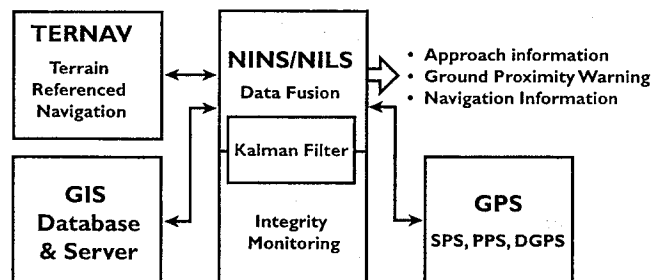 TERNAV
Terrain
Referenced
Navigation
NINS/NILS
Data Fusion
Kalman Filter
Integrity
Monitoring
• Approach information
• Ground Proximity Warning
• Navigation Information
GIS
Database
& Server
GPS
SPS, PPS, DGPS